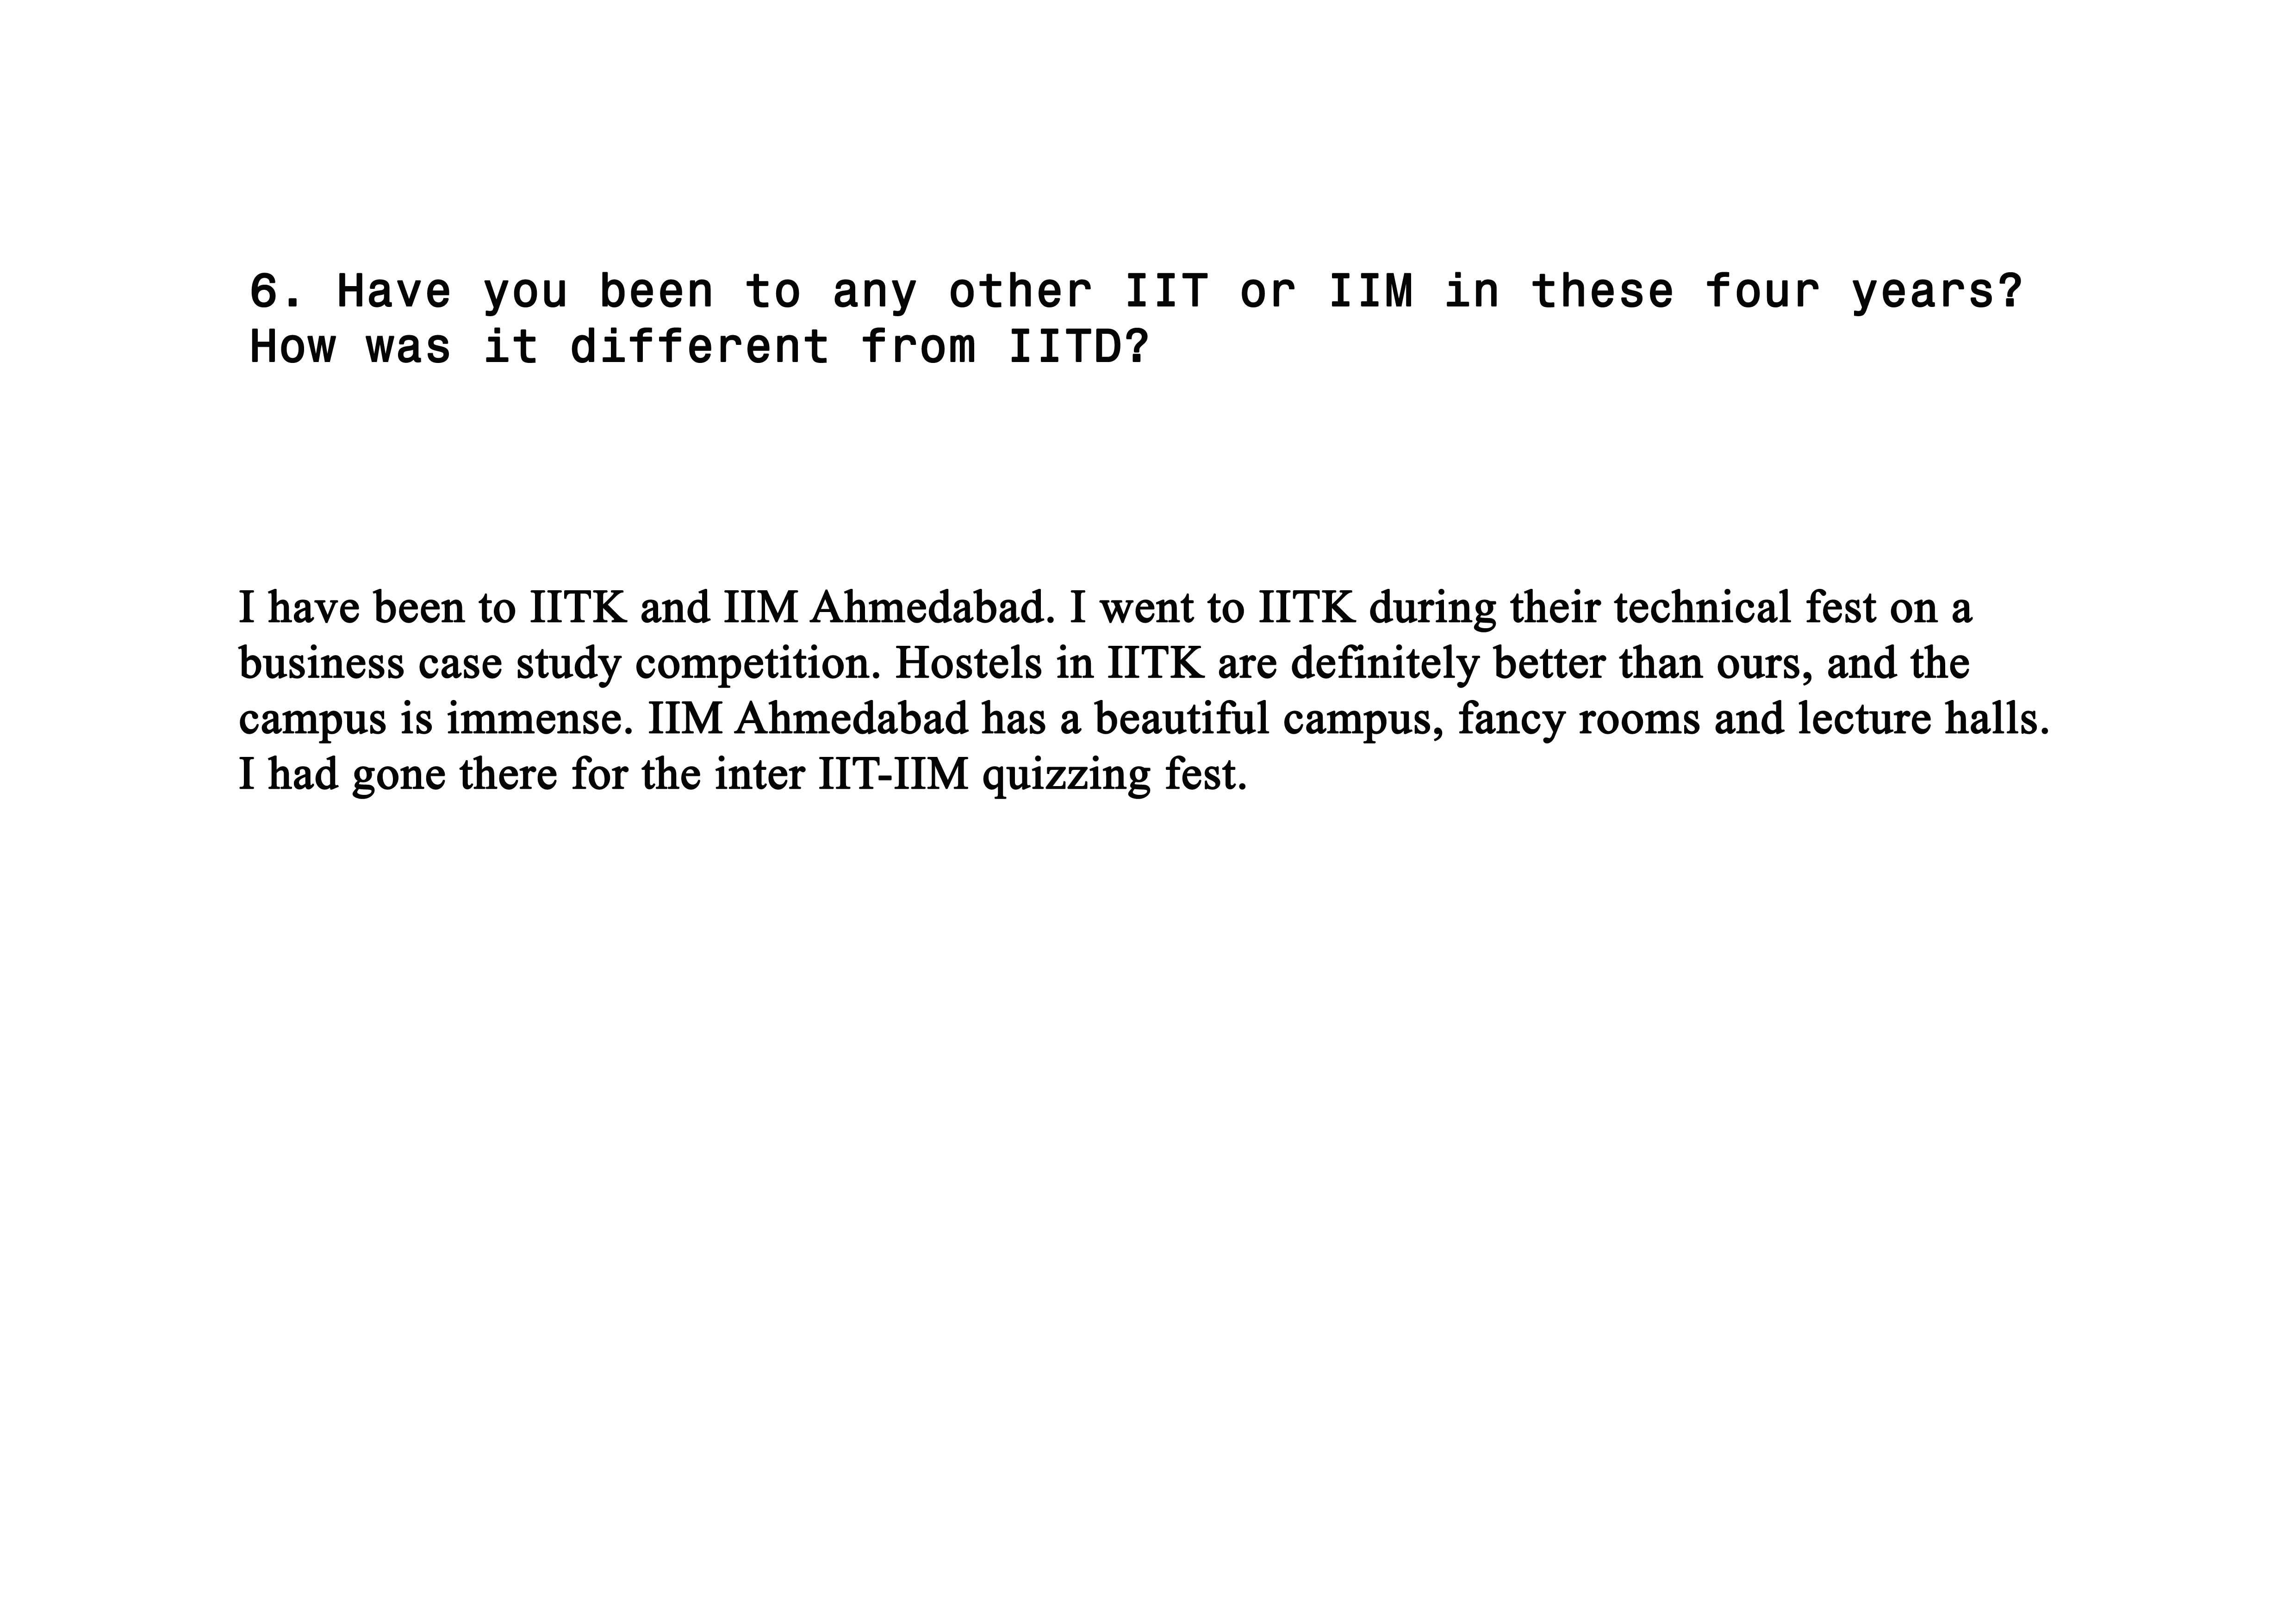 6. Have you been to any other IIT or IIM in these four years?
How was it different from IITD?
I have been to IITK and IIM Ahmedabad. I went to IITK during their technical fest on a
business case study competition. Hostels in IITK are definitely better than ours, and the
campus is immense. IIM Ahmedabad has a beautiful campus, fancy rooms and lecture halls.
I had gone there for the inter IIT-IIM quizzing fest.